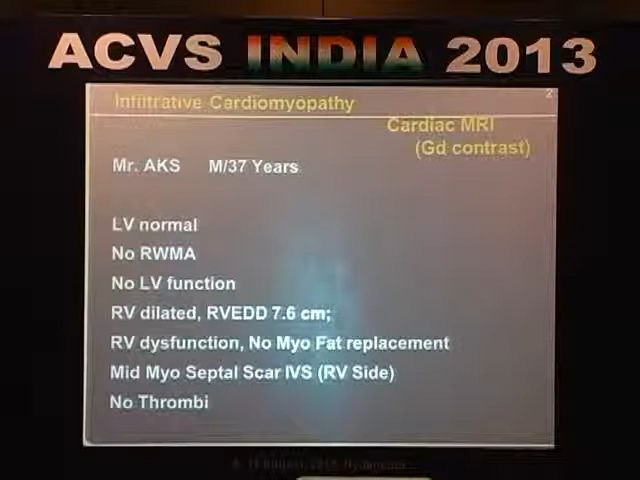 ACVS INDIA 2013
2
Infiltrative Cardiomyopathy
Cardiac MRI
(Gd contrast)
Mr. AKS M/37 Years
LV normal
No RWMA
No LV function
RV dilated, RVEDD 7.6 cm;
RV dysfunction, No Myo Fat replacement
Mid Myo Septal Scar IVS (RV Side)
No Thrombi